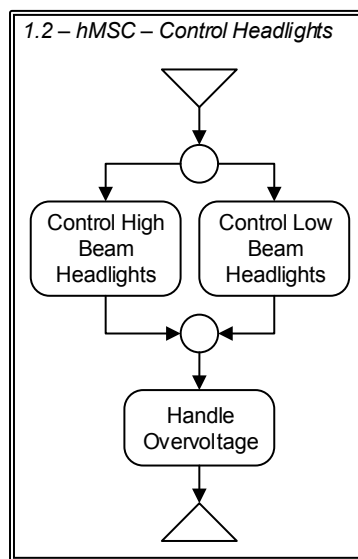 1.2 – hMSC – Control Headlights
Control High
Beam
Headlights
Control Low
Beam
Headlights
Handle
Overvoltage